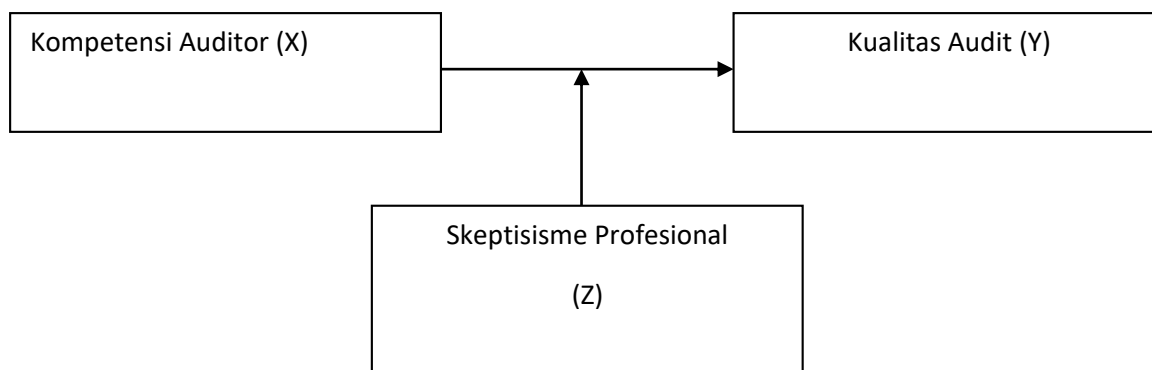 Kompetensi Auditor (X)
Kualitas Audit (Y)
Skeptisisme Profesional
(Z)